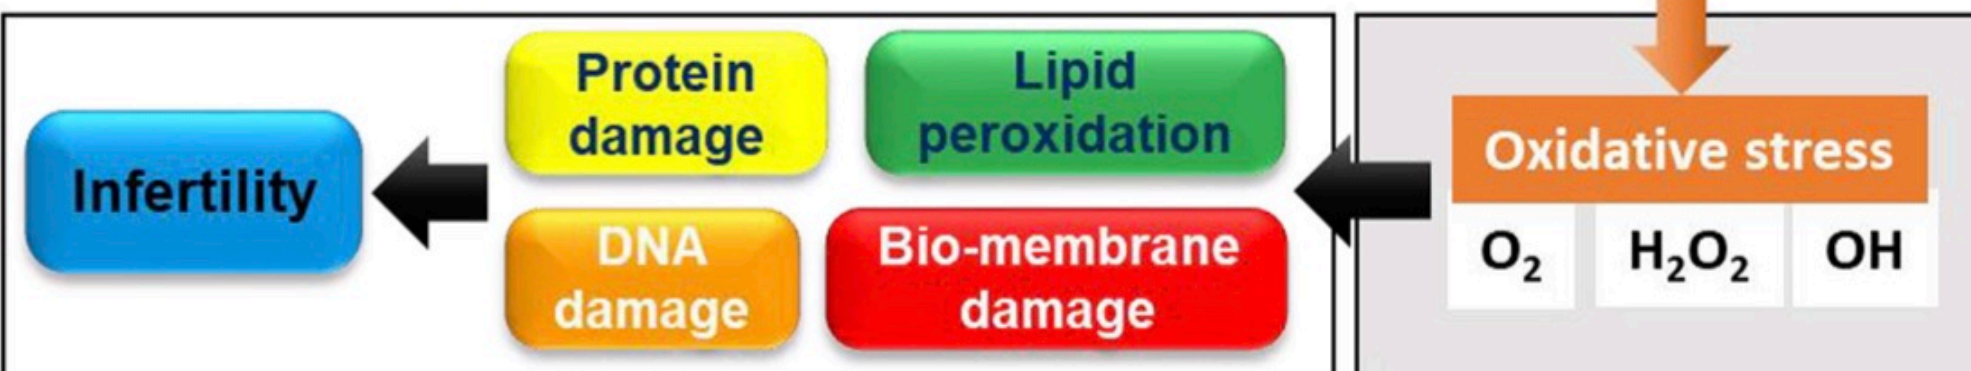 Infertility
Protein
damage
Lipid
peroxidation
DNA
damage
Bio-membrane
damage
Oxidative stress
O₂
H₂O₂
OH